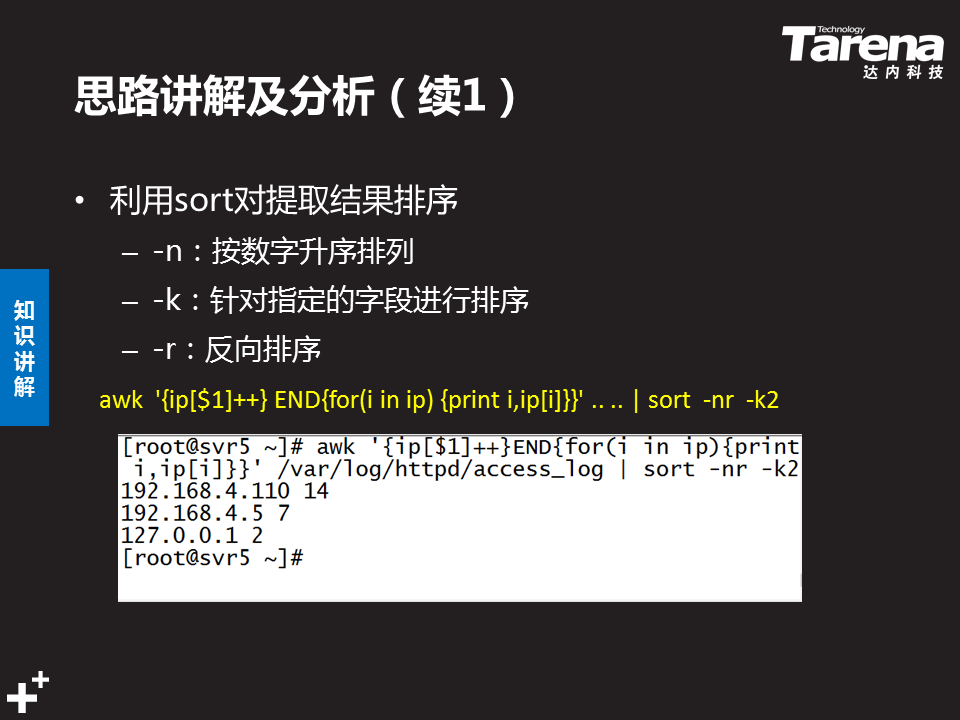 Technology
Tarena
达内科技
思路讲解及分析（续1）
• 利用sort对提取结果排序
– -n：按数字升序排列
– -k：针对指定的字段进行排序
– -r：反向排序
知识讲解
awk '{ip[$1]++} END{for(i in ip) {print i,ip[i]}}' .. .. | sort -nr -k2
[root@svr5 ~]# awk '{ip[$1]++}END{for(i in ip){print
i,ip[i]}}' /var/log/httpd/access_log | sort -nr -k2
192.168.4.110 14
192.168.4.5 7
127.0.0.1 2
[root@svr5 ~]#